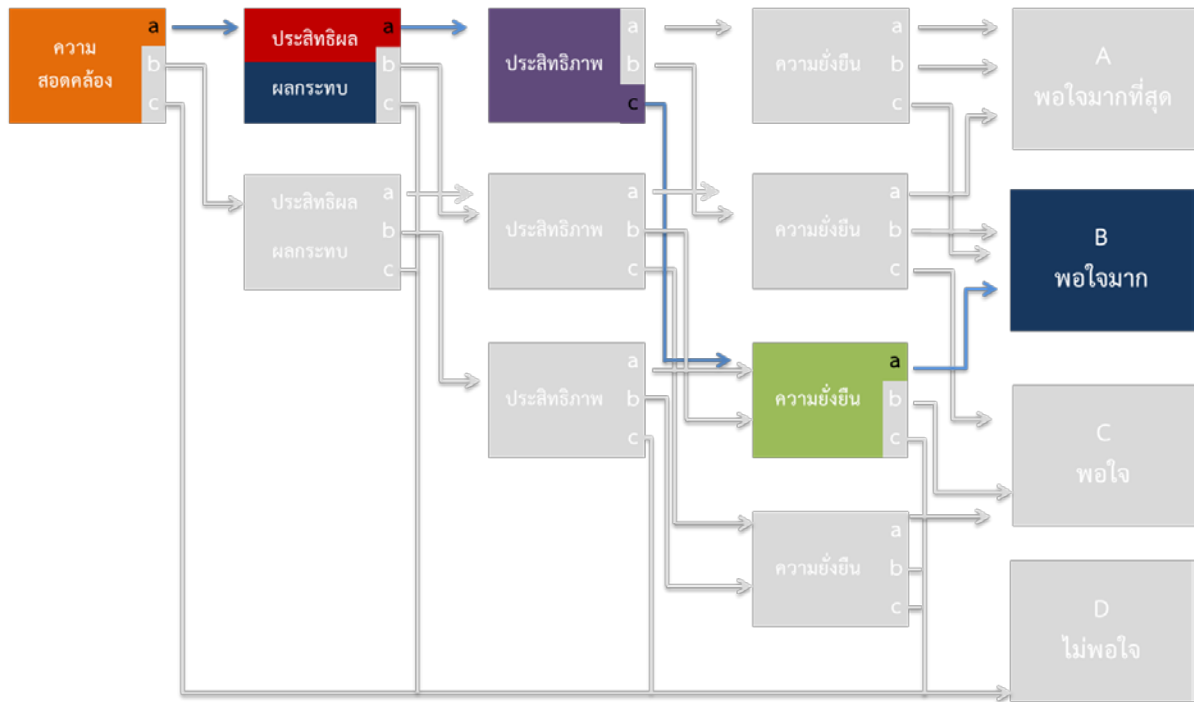 ความ
สอดคล้อง
a
b
c
ประสิทธิผล
ผลกระทบ
a
b
c
ประสิทธิภาพ
a
b
c
ความยั่งยืน
a
b
c
A
พอใจมากที่สุด
ประสิทธิผล
ผลกระทบ
a
b
c
ประสิทธิภาพ
a
b
c
ความยั่งยืน
a
b
c
B
พอใจมาก
ประสิทธิภาพ
a
b
c
ความยั่งยืน
a
b
c
C
พอใจ
ความยั่งยืน
a
b
c
D
ไม่พอใจ